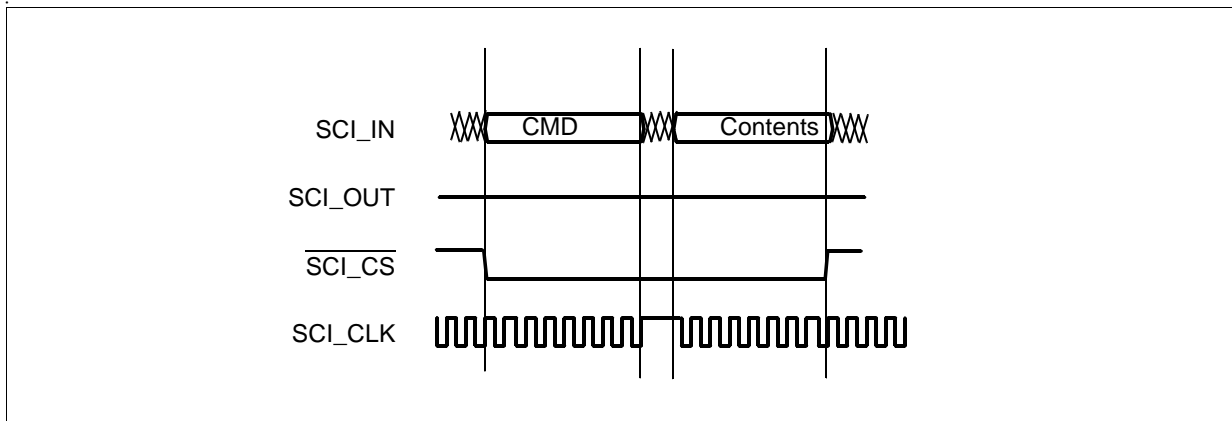 SCI_IN CMD Contents
SCI_OUT
SCI_CS
SCI_CLK